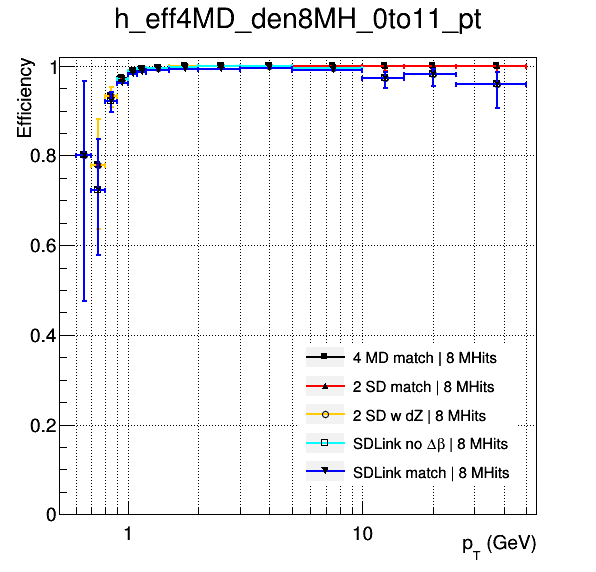 h_eff4MD_den8MH_0to11_pt
Efficiency
1
0.8
0.6
0.4
0.2
0
4 MD match | 8 MHits
2 SD match | 8 MHits
2 SD w dZ | 8 MHits
SDLink no Δβ | 8 MHits
SDLink match | 8 MHits
1
10
p_T (GeV)